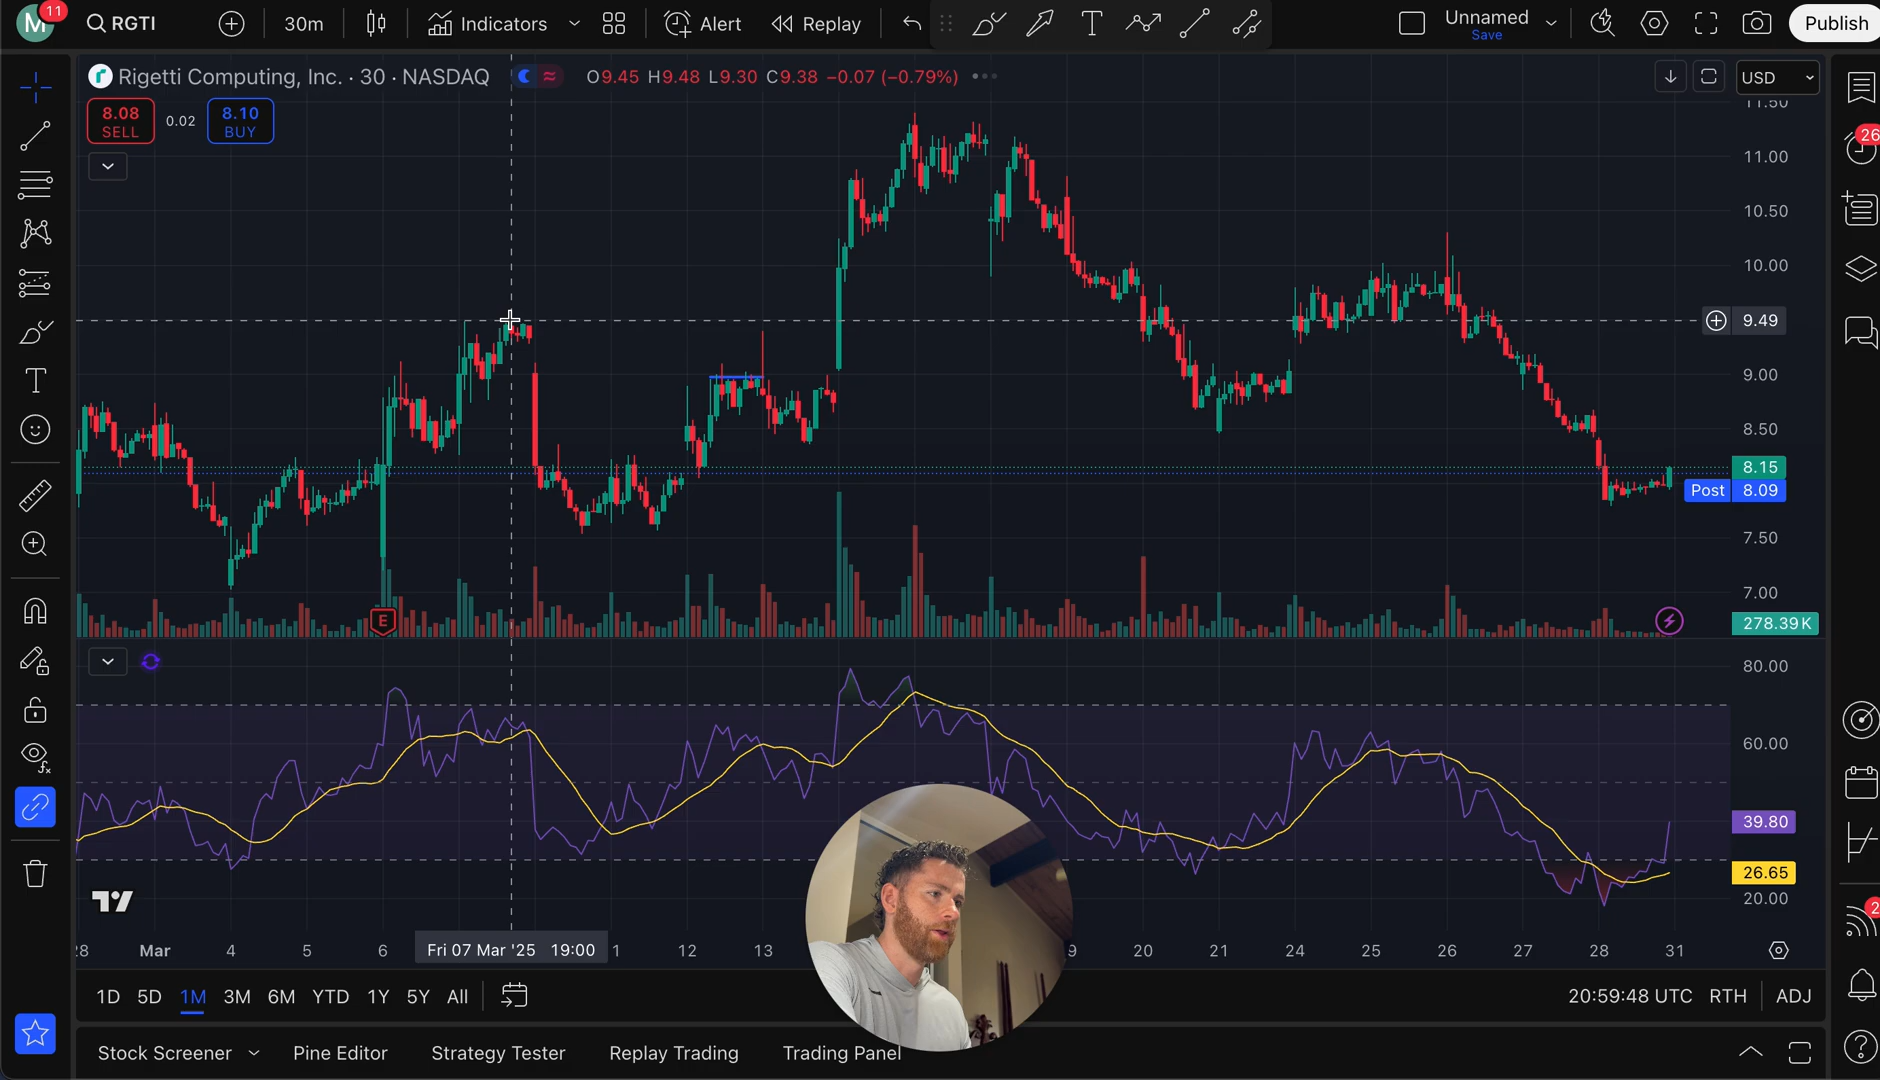 M
11
RGTI
30m
Indicators
Alert
Replay
Unnamed
Save
Publish
Rigetti Computing, Inc. · 30 · NASDAQ
O9.45 H9.48 L9.30 C9.38 −0.07 (−0.79%)
USD
8.08
SELL
0.02
8.10
BUY
11.50
11.00
10.50
10.00
9.49
9.00
8.50
8.15
Post 8.09
7.50
7.00
278.39K
E
26
80.00
60.00
39.80
26.65
20.00
2
28 Mar 4 5 6 Fri 07 Mar '25 19:00 1 12 13 9 20 21 24 25 26 27 28 31
1D 5D 1M 3M 6M YTD 1Y 5Y All
20:59:48 UTC RTH ADJ
Stock Screener
Pine Editor
Strategy Tester
Replay Trading
Trading Panel